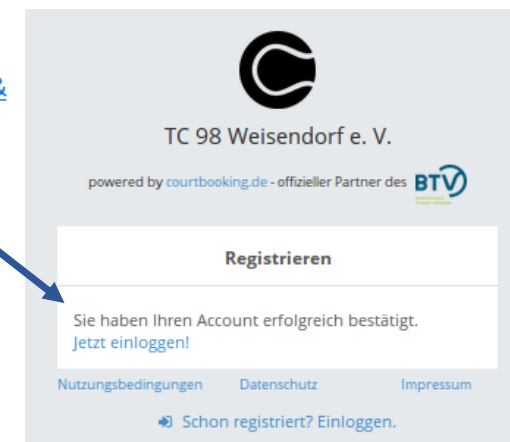 &
TC 98 Weisendorf e. V.
powered by courtbooking.de - offizieller Partner des BTV
Registrieren
Sie haben Ihren Account erfolgreich bestätigt.
Jetzt einloggen!
Nutzungsbedingungen Datenschutz Impressum
Schon registriert? Einloggen.